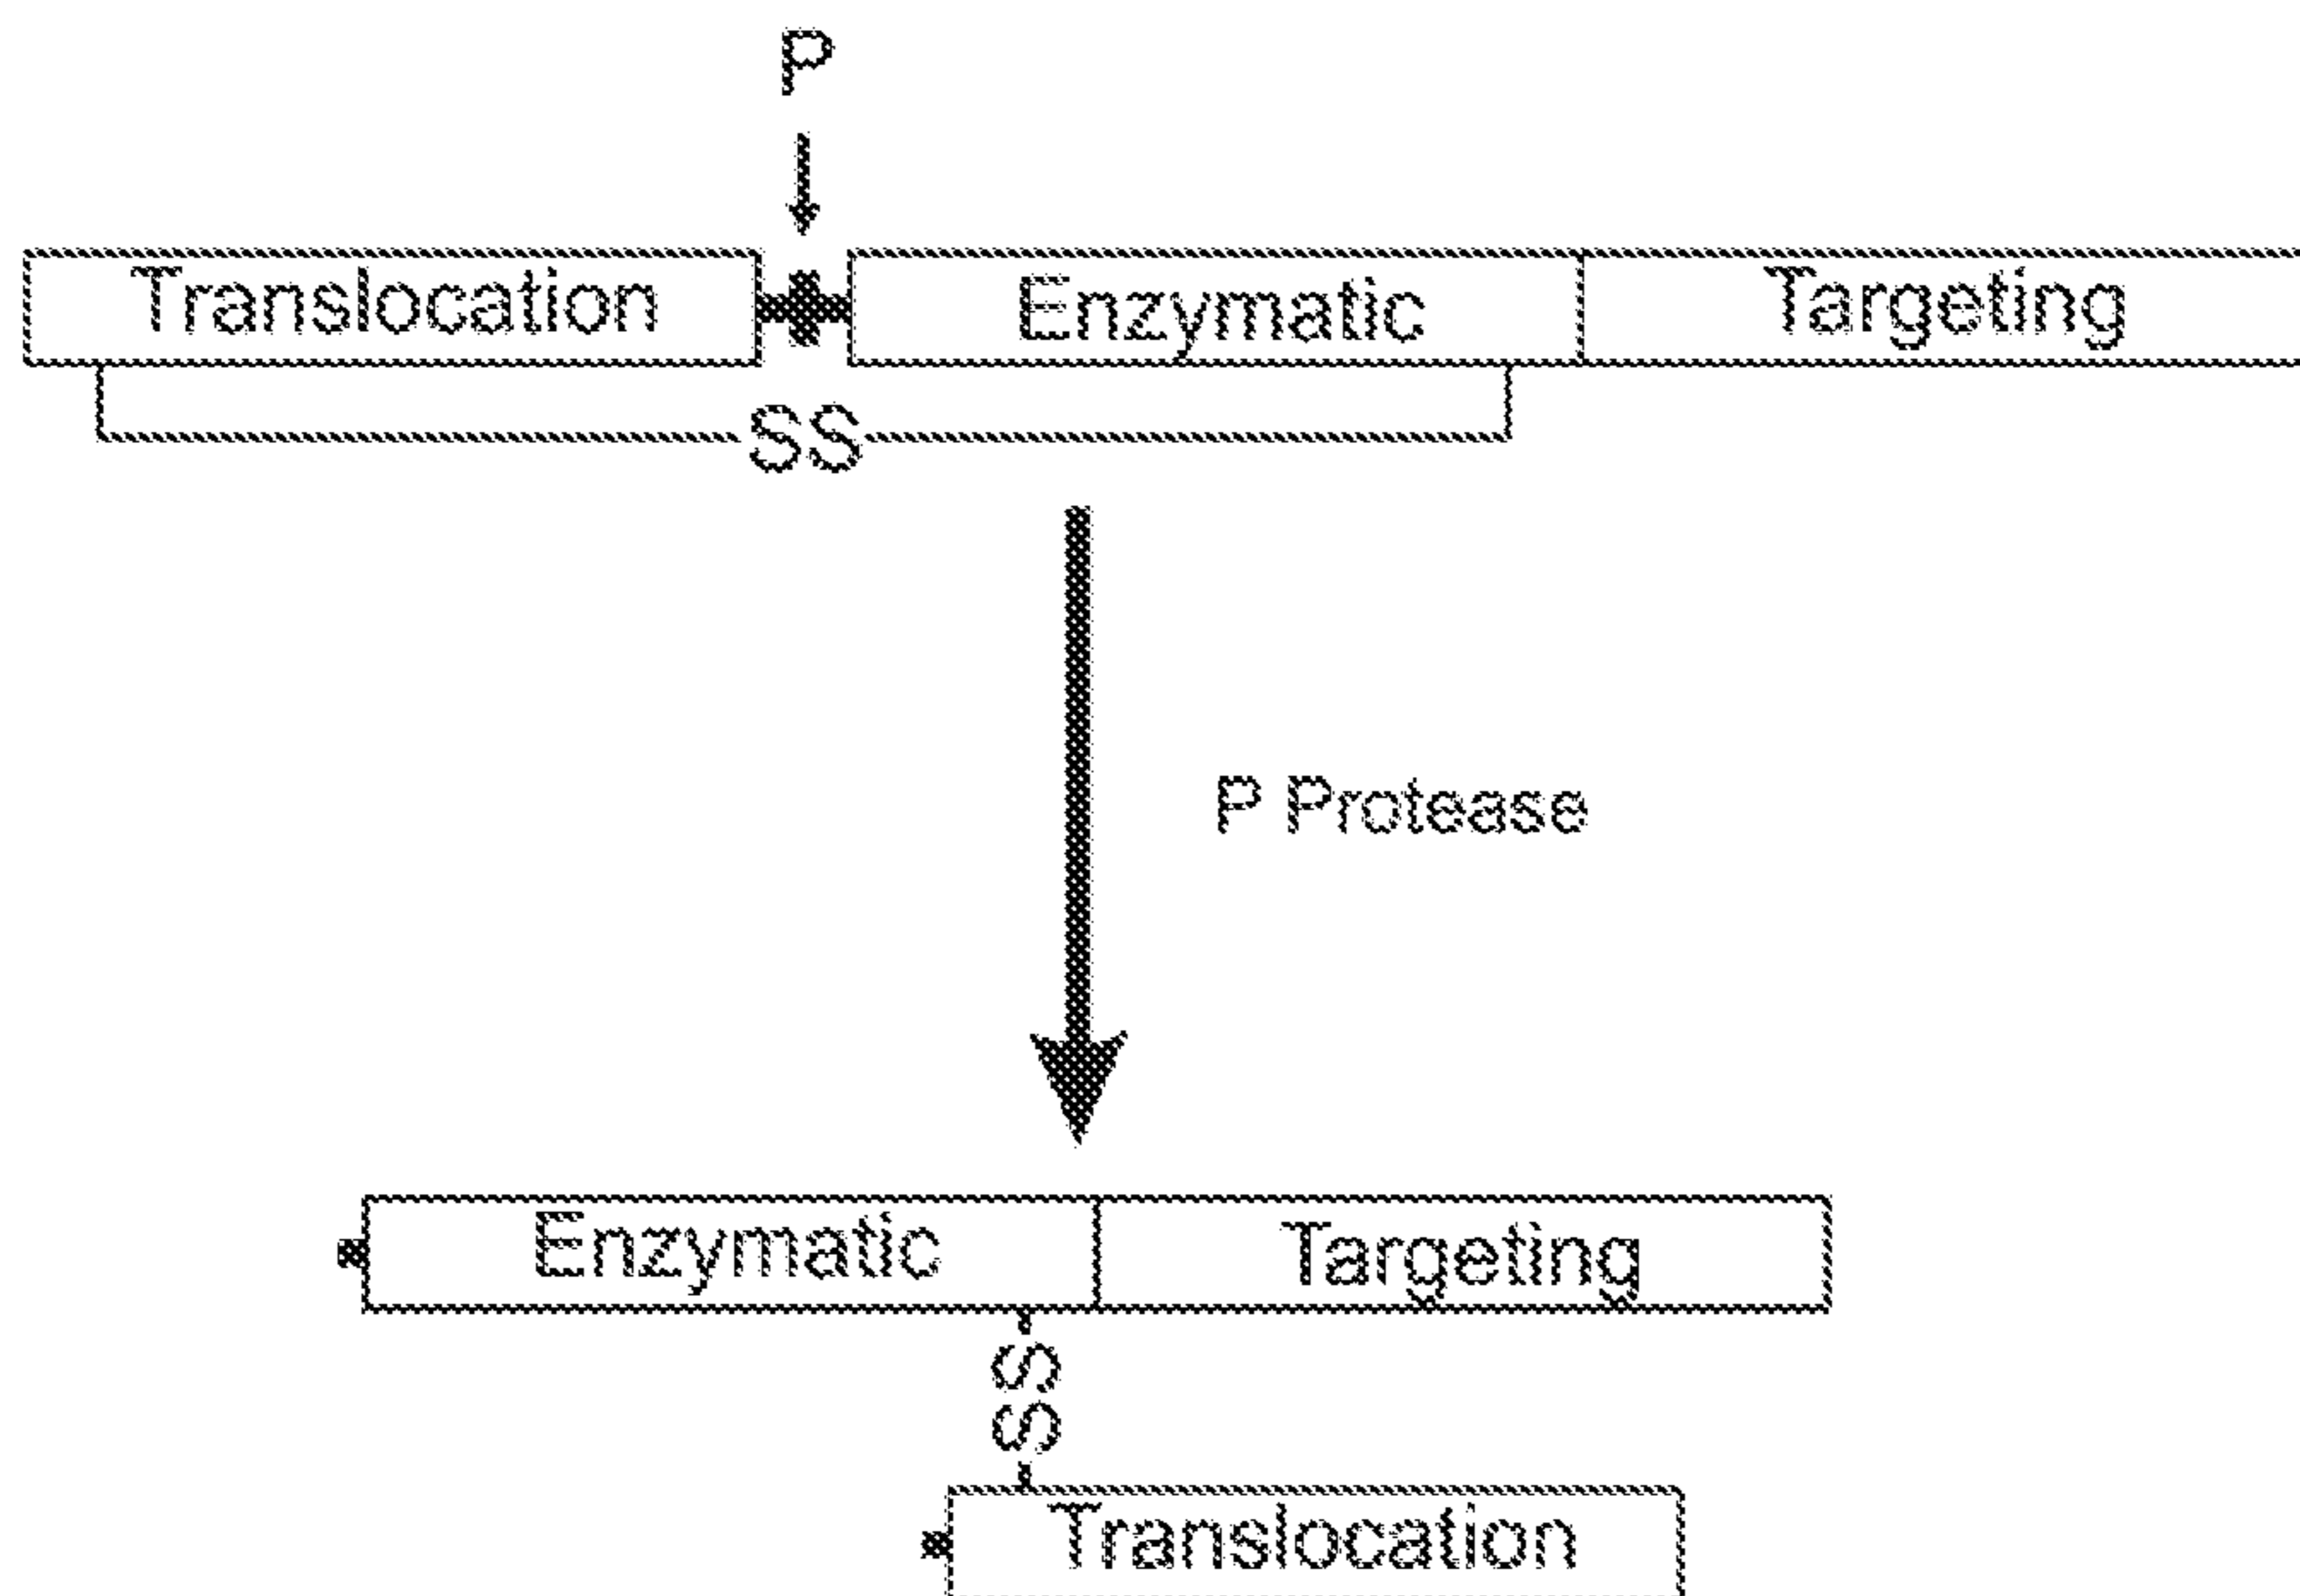 P
Translocation Enzymatic Targeting
SS
P Protease
Enzymatic Targeting
SS
Translocation